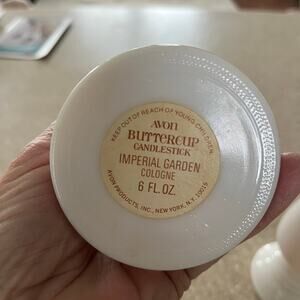 KEEP OUT OF REACH OF YOUNG CHILDREN
AVON
BUTTERCUP
CANDLESTICK
IMPERIAL GARDEN
COLOGNE
6 FL. OZ.
AVON PRODUCTS, INC., NEW YORK, N.Y. 10019